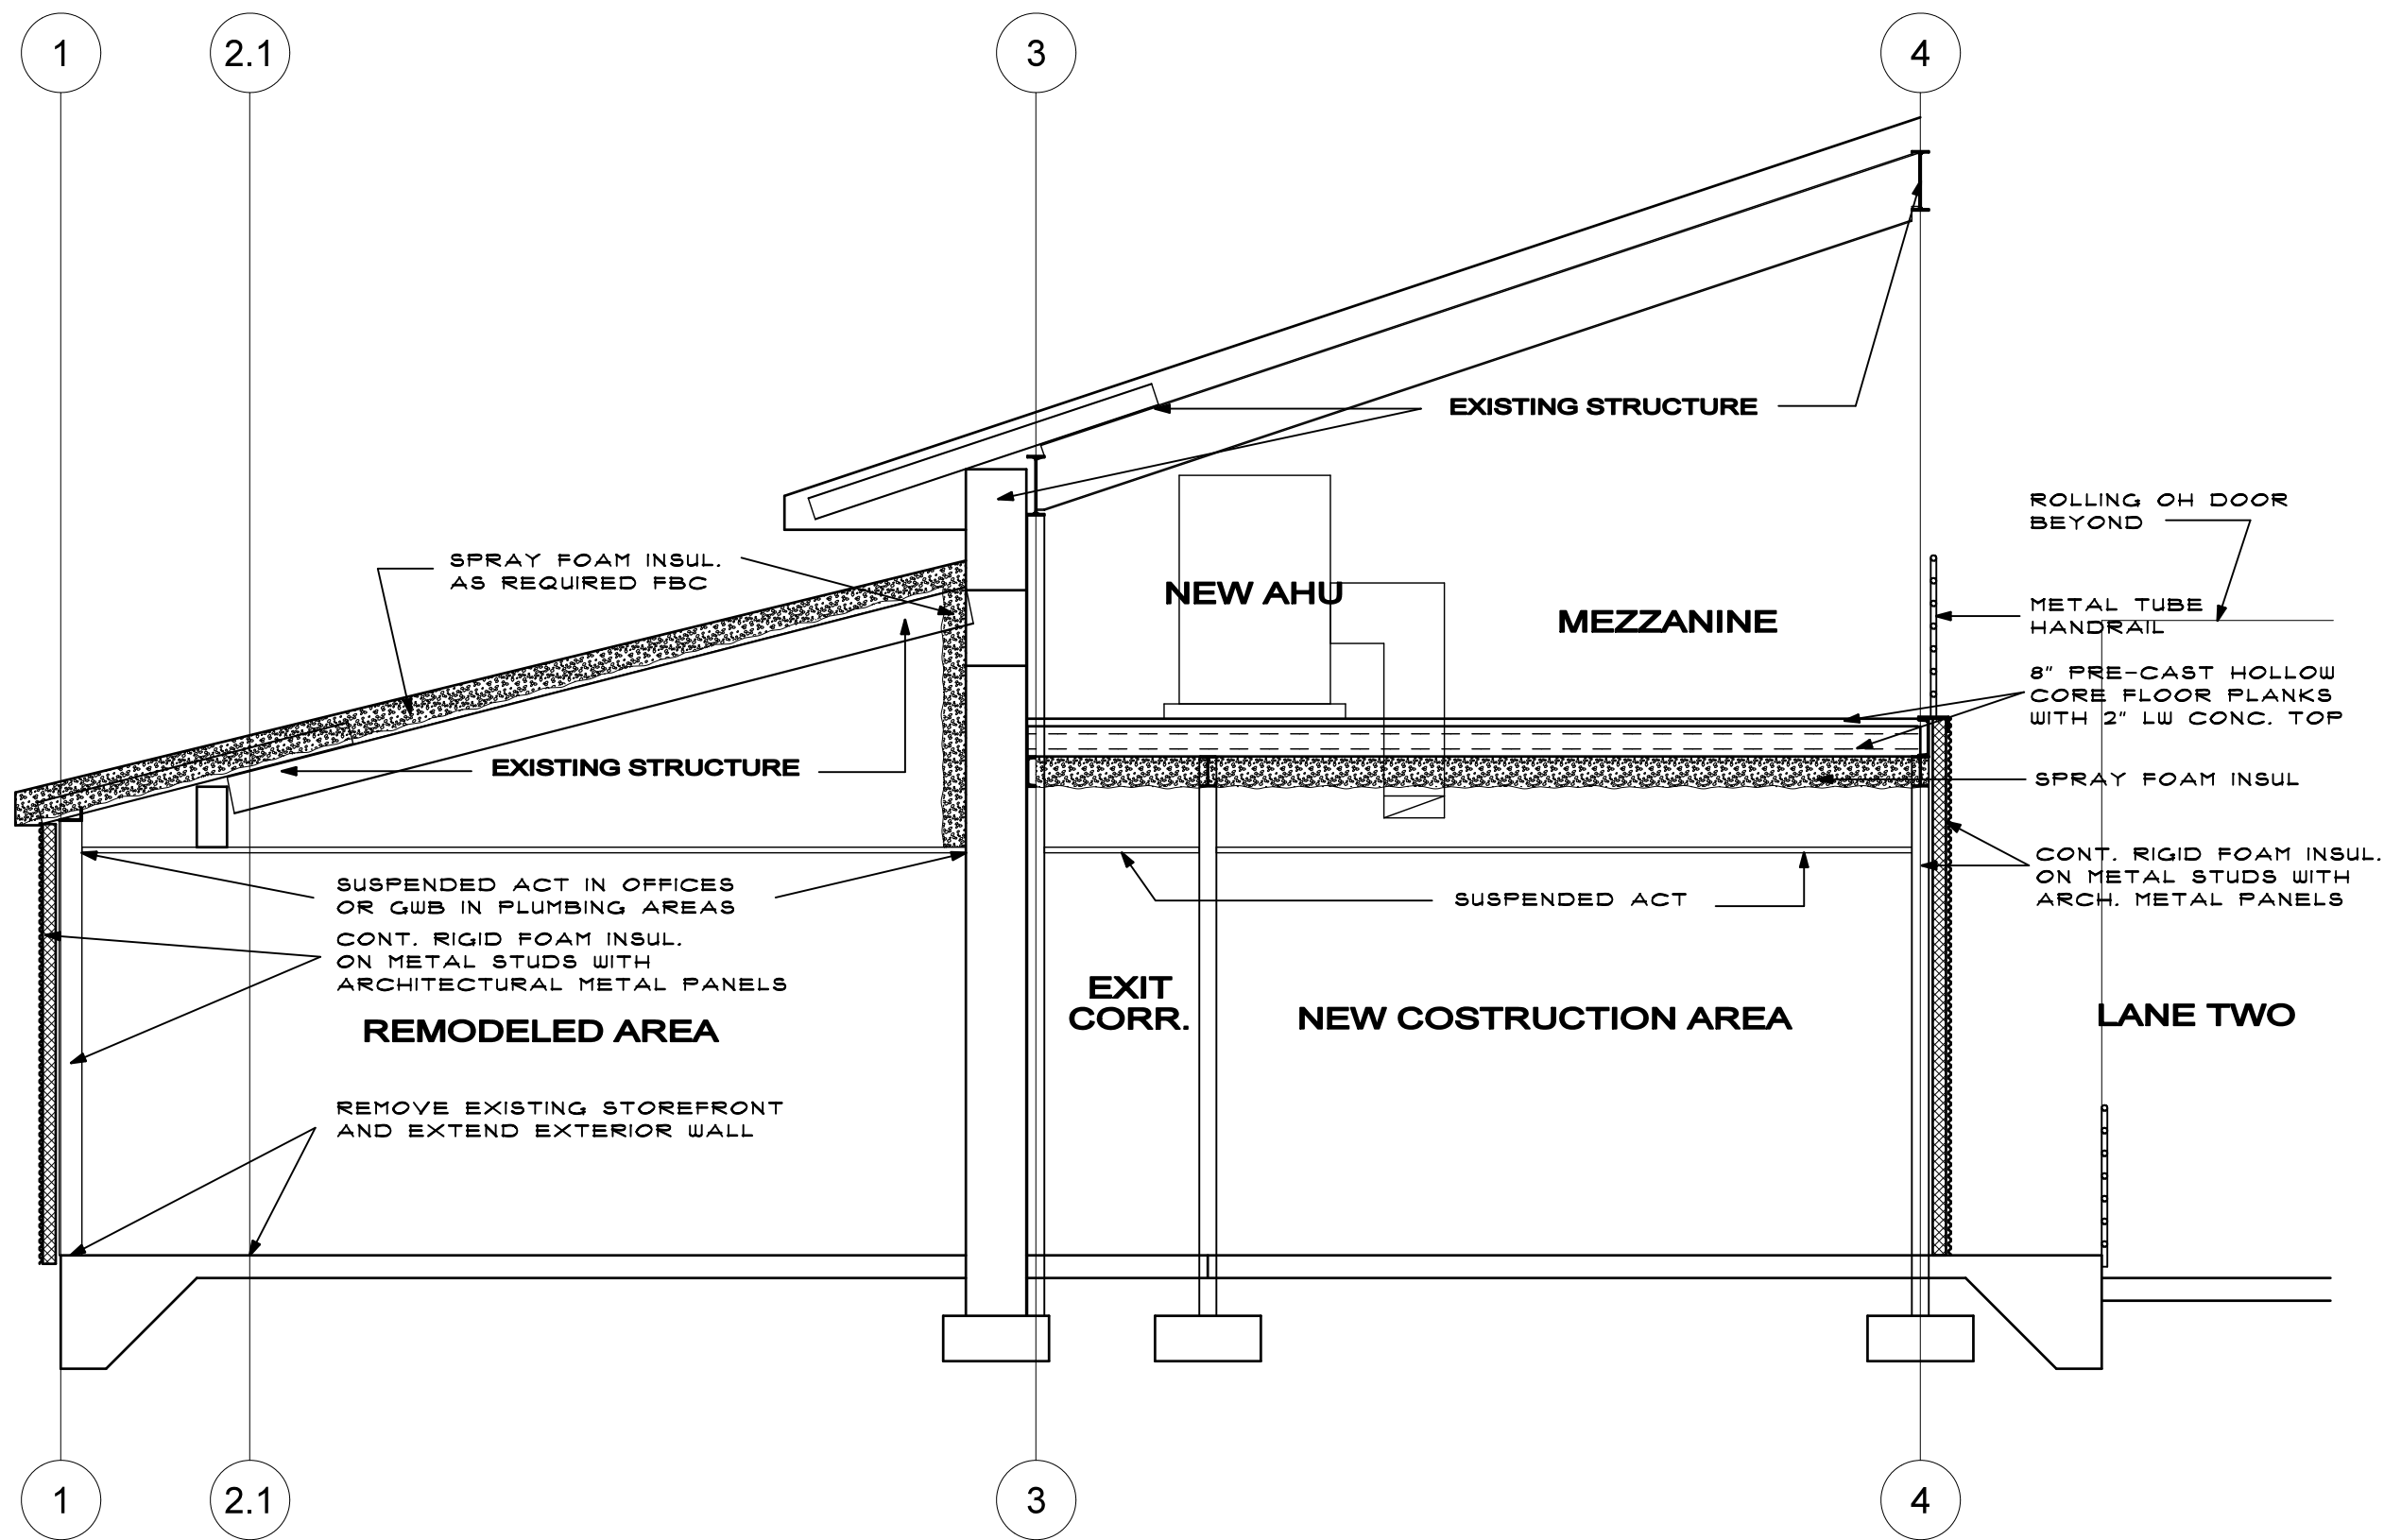 1
2.1
3
4
EXISTING STRUCTURE
ROLLING OH DOOR
BEYOND
SPRAY FOAM INSUL.
AS REQUIRED FBC
NEW AHU
MEZZANINE
METAL TUBE
HANDRAIL
8" PRE-CAST HOLLOW
CORE FLOOR PLANKS
WITH 2" LW CONC. TOP
EXISTING STRUCTURE
SPRAY FOAM INSUL
CONT. RIGID FOAM INSUL.
ON METAL STUDS WITH
ARCH. METAL PANELS
SUSPENDED ACT IN OFFICES
OR GWB IN PLUMBING AREAS
SUSPENDED ACT
CONT. RIGID FOAM INSUL.
ON METAL STUDS WITH
ARCHITECTURAL METAL PANELS
EXIT
CORR.
REMODELED AREA
NEW COSTRUCTION AREA
LANE TWO
REMOVE EXISTING STOREFRONT
AND EXTEND EXTERIOR WALL
1
2.1
3
4